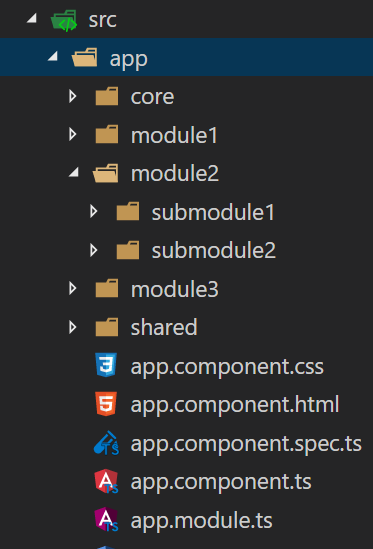 src
app
core
module1
module2
submodule1
submodule2
module3
shared
app.component.css
app.component.html
app.component.spec.ts
app.component.ts
app.module.ts